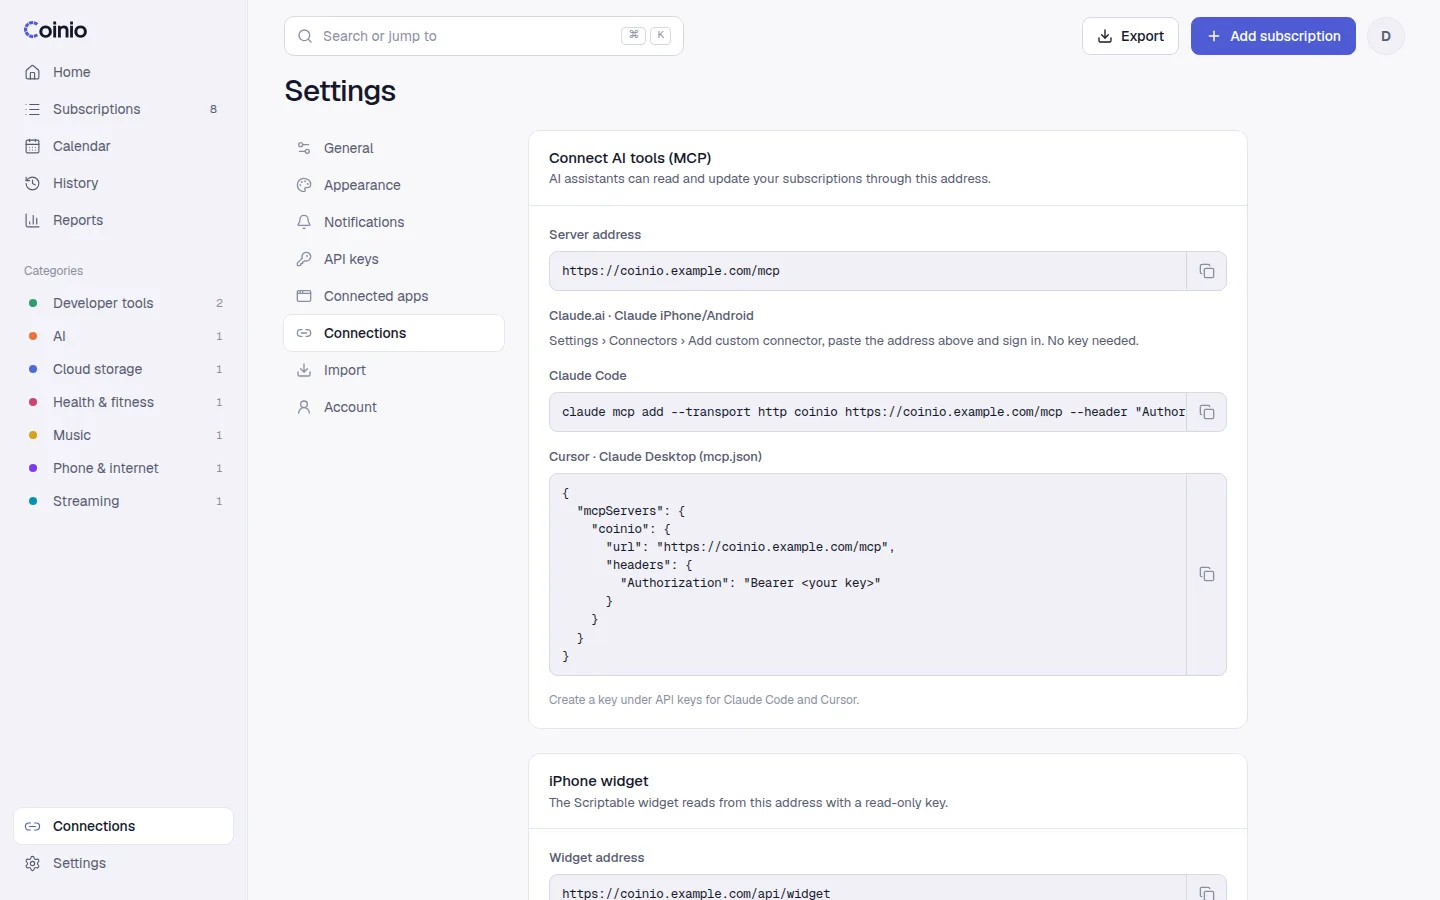 Coinio
Home
Subscriptions 8
Calendar
History
Reports
Categories
Developer tools 2
AI 1
Cloud storage 1
Health & fitness 1
Music 1
Phone & internet 1
Streaming 1
Connections
Settings
Search or jump to ⌘ K
Export
Add subscription
D
Settings
General
Appearance
Notifications
API keys
Connected apps
Connections
Import
Account
Connect AI tools (MCP)
AI assistants can read and update your subscriptions through this address.
Server address
https://coinio.example.com/mcp
Claude.ai · Claude iPhone/Android
Settings › Connectors › Add custom connector, paste the address above and sign in. No key needed.
Claude Code
claude mcp add --transport http coinio https://coinio.example.com/mcp --header "Author
Cursor · Claude Desktop (mcp.json)
{
  "mcpServers": {
    "coinio": {
      "url": "https://coinio.example.com/mcp",
      "headers": {
        "Authorization": "Bearer <your key>"
      }
    }
  }
}
Create a key under API keys for Claude Code and Cursor.
iPhone widget
The Scriptable widget reads from this address with a read-only key.
Widget address
https://coinio.example.com/api/widget